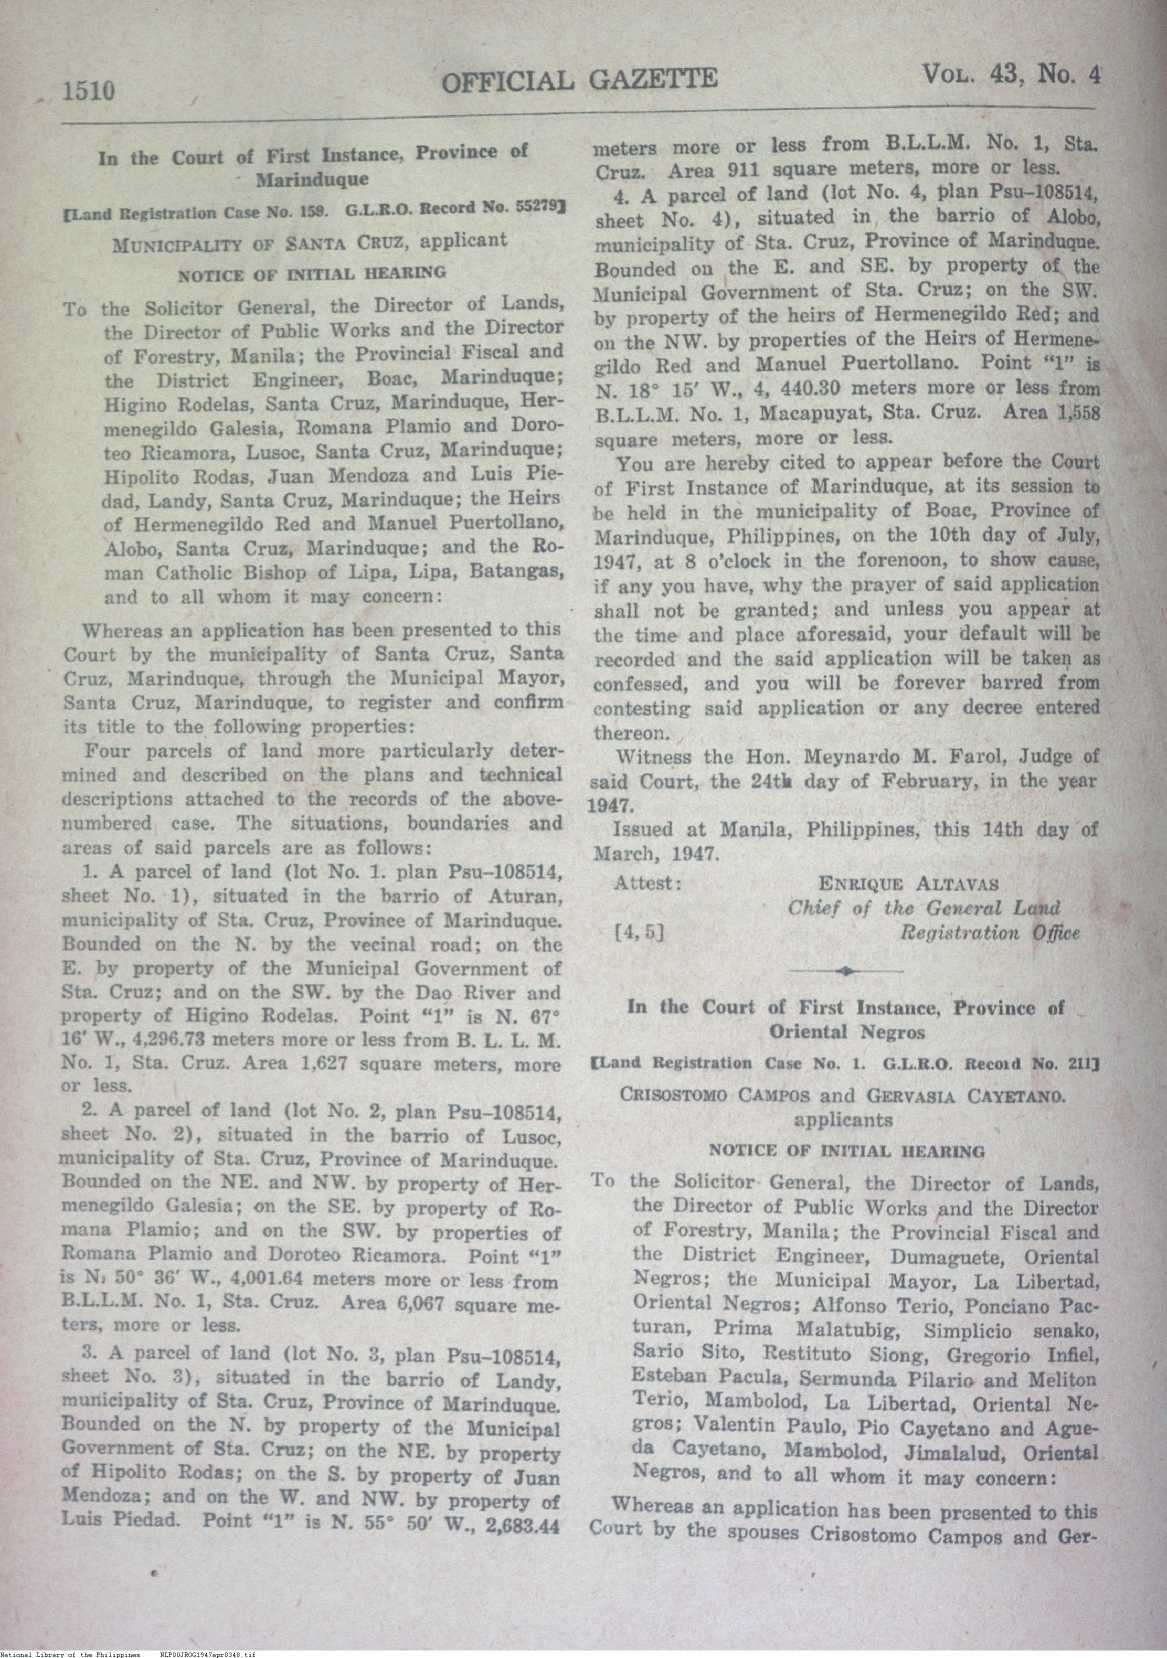 1510
OFFICIAL GAZETTE
VOL. 43, No. 4
In the Court of First Instance, Province of
Marinduque
[Land Registration Case No. 159. G.L.R.O. Record No. 55279]
MUNICIPALITY OF SANTA CRUZ, applicant
NOTICE OF INITIAL HEARING
To the Solicitor General, the Director of Lands,
the Director of Public Works and the Director
of Forestry, Manila; the Provincial Fiscal and
the District Engineer, Boac, Marinduque;
Higino Rodelas, Santa Cruz, Marinduque, Her-
menegildo Galesia, Romana Plamio and Doro-
teo Ricamora, Lusoc, Santa Cruz, Marinduque;
Hipolito Rodas, Juan Mendoza and Luis Pie-
dad, Landy, Santa Cruz, Marinduque; the Heirs
of Hermenegildo Red and Manuel Puertollano,
Alobo, Santa Cruz, Marinduque; and the Ro-
man Catholic Bishop of Lipa, Lipa, Batangas,
and to all whom it may concern:
Whereas an application has been presented to this
Court by the municipality of Santa Cruz, Santa
Cruz, Marinduque, through the Municipal Mayor,
Santa Cruz, Marinduque, to register and confirm
its title to the following properties:
Four parcels of land more particularly deter-
mined and described on the plans and technical
descriptions attached to the records of the above-
numbered case. The situations, boundaries and
areas of said parcels are as follows:
1. A parcel of land (lot No. 1. plan Psu–108514,
sheet No. 1), situated in the barrio of Aturan,
municipality of Sta. Cruz, Province of Marinduque.
Bounded on the N. by the vecinal road; on the
E. by property of the Municipal Government of
Sta. Cruz; and on the SW. by the Dao River and
property of Higino Rodelas. Point “1” is N. 67°
16′ W., 4,296.73 meters more or less from B. L. L. M.
No. 1, Sta. Cruz. Area 1,627 square meters, more
or less.
2. A parcel of land (lot No. 2, plan Psu–108514,
sheet No. 2), situated in the barrio of Lusoc,
municipality of Sta. Cruz, Province of Marinduque.
Bounded on the NE. and NW. by property of Her-
menegildo Galesia; on the SE. by property of Ro-
mana Plamio; and on the SW. by properties of
Romana Plamio and Doroteo Ricamora. Point “1”
is N. 50° 36′ W., 4,001.64 meters more or less from
B.L.L.M. No. 1, Sta. Cruz. Area 6,067 square me-
ters, more or less.
3. A parcel of land (lot No. 3, plan Psu–108514,
sheet No. 3), situated in the barrio of Landy,
municipality of Sta. Cruz, Province of Marinduque.
Bounded on the N. by property of the Municipal
Government of Sta. Cruz; on the NE. by property
of Hipolito Rodas; on the S. by property of Juan
Mendoza; and on the W. and NW. by property of
Luis Piedad. Point “1” is N. 55° 50′ W., 2,683.44
meters more or less from B.L.L.M. No. 1, Sta.
Cruz. Area 911 square meters, more or less.
4. A parcel of land (lot No. 4, plan Psu–108514,
sheet No. 4), situated in the barrio of Alobo,
municipality of Sta. Cruz, Province of Marinduque.
Bounded on the E. and SE. by property of the
Municipal Government of Sta. Cruz; on the SW.
by property of the heirs of Hermenegildo Red; and
on the NW. by properties of the Heirs of Hermene-
gildo Red and Manuel Puertollano. Point “1” is
N. 18° 15′ W., 4, 440.30 meters more or less from
B.L.L.M. No. 1, Macapuyat, Sta. Cruz. Area 1,558
square meters, more or less.
You are hereby cited to appear before the Court
of First Instance of Marinduque, at its session to
be held in the municipality of Boac, Province of
Marinduque, Philippines, on the 10th day of July,
1947, at 8 o’clock in the forenoon, to show cause,
if any you have, why the prayer of said application
shall not be granted; and unless you appear at
the time and place aforesaid, your default will be
recorded and the said application will be taken as
confessed, and you will be forever barred from
contesting said application or any decree entered
thereon.
Witness the Hon. Meynardo M. Farol, Judge of
said Court, the 24th day of February, in the year
1947.
Issued at Manila, Philippines, this 14th day of
March, 1947.
Attest: ENRIQUE ALTAVAS
Chief of the General Land
[4, 5] Registration Office
In the Court of First Instance, Province of
Oriental Negros
[Land Registration Case No. 1. G.L.R.O. Record No. 211]
CRISOSTOMO CAMPOS and GERVASIA CAYETANO.
applicants
NOTICE OF INITIAL HEARING
To the Solicitor General, the Director of Lands,
the Director of Public Works and the Director
of Forestry, Manila; the Provincial Fiscal and
the District Engineer, Dumaguete, Oriental
Negros; the Municipal Mayor, La Libertad,
Oriental Negros; Alfonso Terio, Ponciano Pac-
turan, Prima Malatubig, Simplicio senako,
Sario Sito, Restituto Siong, Gregorio Infiel,
Esteban Pacula, Sermunda Pilario and Meliton
Terio, Mambolod, La Libertad, Oriental Ne-
gros; Valentin Paulo, Pio Cayetano and Ague-
da Cayetano, Mambolod, Jimalalud, Oriental
Negros, and to all whom it may concern:
Whereas an application has been presented to this
Court by the spouses Crisostomo Campos and Ger-
National Library of the Philippines NLP00JROG1947apr0348.tif